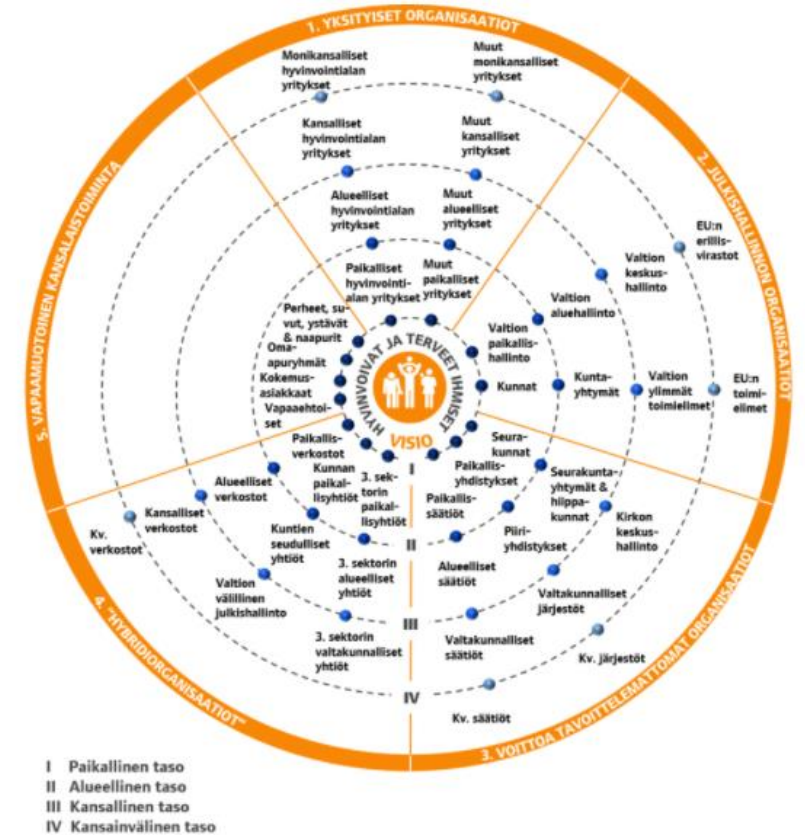 1. YKSITYISET ORGANISAATIOT
Monikansalliset
hyvinvointialan
yritykset
Muut
monikansalliset
yritykset
Kansalliset
hyvinvointialan
yritykset
Muut
kansalliset
yritykset
Alueelliset
hyvinvointialan
yritykset
Muut
alueelliset
yritykset
Paikalliset
hyvinvointi-
alan yritykset
Muut
paikalliset
yritykset
2. JULKISHALLINNON ORGANISAATIOT
EU:n
erillis-
virastot
Valtion
keskus-
hallinto
Valtion
aluehallinto
Valtion
paikallis-
hallinto
Kunnat
Kunta-
yhtymät
Valtion
ylimmät
toimielimet
EU:n
toimi-
elimet
3. VOITTOA TAVOITTELEMATTOMAT ORGANISAATIOT
Seura-
kunnat
Seurakunta-
yhtymät &
hiippa-
kunnat
Kirkon
keskus-
hallinto
Paikallis-
yhdistykset
Piiri-
yhdistykset
Valtakunnalliset
järjestöt
Kv. järjestöt
Paikallis-
säätiöt
Alueelliset
säätiöt
Valtakunnalliset
säätiöt
Kv. säätiöt
4. "HYBRIDIORGANISAATIOT"
Paikallis-
verkostot
Alueelliset
verkostot
Kansalliset
verkostot
Kv.
verkostot
Kunnan
paikal-
lisyhtiöt
Kuntien
seudulliset
yhtiöt
Valtion
välillinen
julkishallinto
3. sek-
torin
paikal-
lisyhtiöt
3. sektorin
alueelliset
yhtiöt
3. sektorin
valtakunnalliset
yhtiöt
5. VAPAAMUOTOINEN KANSALAISTOIMINTA
Perheet, su-
vut, ystävät
& naapurit
Oma-
apuryhmät
Kokemus-
asiakkaat
Vapaaehtoi-
set
HYVINVOIVAT JA TERVEET IHMISET
VISIO
I
II
III
IV
I Paikallinen taso
II Alueellinen taso
III Kansallinen taso
IV Kansainvälinen taso